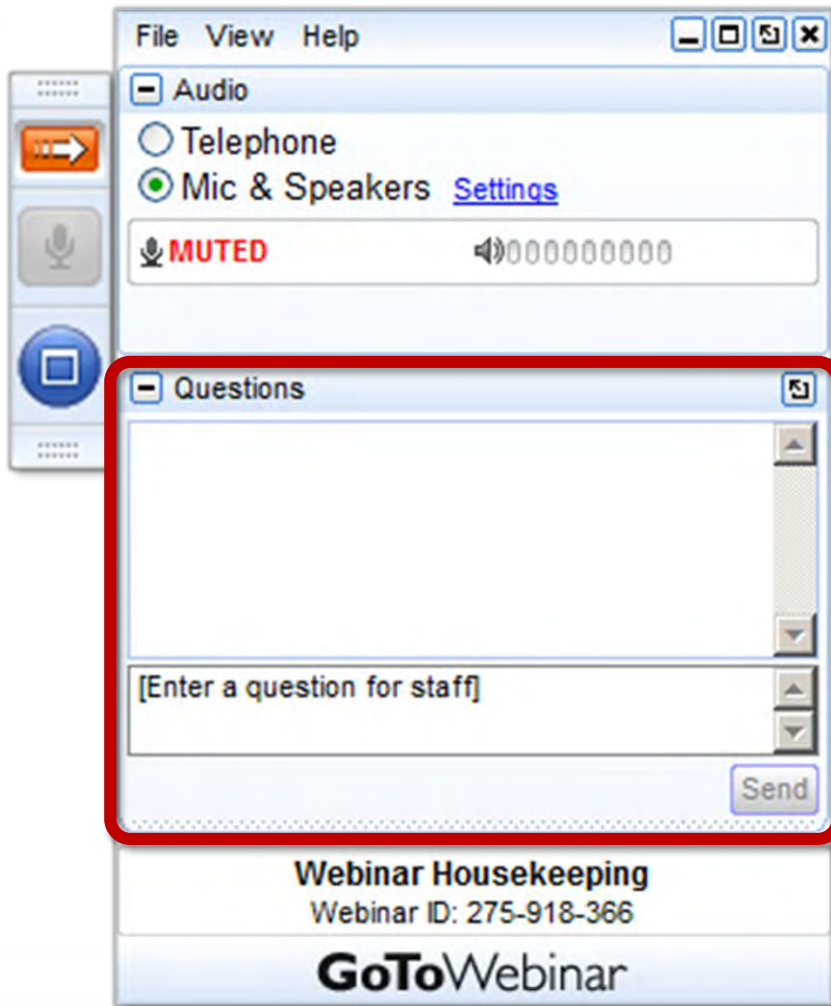 File View Help
Audio
Telephone
Mic & Speakers Settings
MUTED
Questions
[Enter a question for staff]
Send
Webinar Housekeeping
Webinar ID: 275-918-366
GoToWebinar